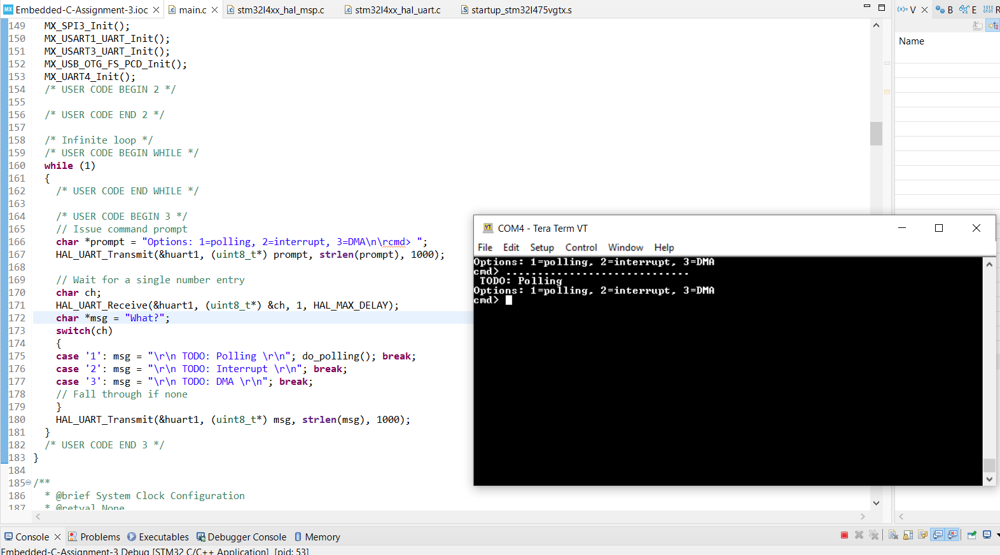 Embedded-C-Assignment-3.ioc main.c stm32l4xx_hal_msp.c stm32l4xx_hal_uart.c startup_stm32l475vgtx.s
(x)= V B E
Name
149 MX_SPI3_Init();
150 MX_USART1_UART_Init();
151 MX_USART3_UART_Init();
152 MX_USB_OTG_FS_PCD_Init();
153 MX_UART4_Init();
154 /* USER CODE BEGIN 2 */
155
156 /* USER CODE END 2 */
157
158 /* Infinite loop */
159 /* USER CODE BEGIN WHILE */
160 while (1)
161 {
162 /* USER CODE END WHILE */
163
164 /* USER CODE BEGIN 3 */
165 // Issue command prompt
166 char *prompt = "Options: 1=polling, 2=interrupt, 3=DMA\n\rcmd> ";
167 HAL_UART_Transmit(&huart1, (uint8_t*) prompt, strlen(prompt), 1000);
168
169 // Wait for a single number entry
170 char ch;
171 HAL_UART_Receive(&huart1, (uint8_t*) &ch, 1, HAL_MAX_DELAY);
172 char *msg = "What?";
173 switch(ch)
174 {
175 case '1': msg = "\r\n TODO: Polling \r\n"; do_polling(); break;
176 case '2': msg = "\r\n TODO: Interrupt \r\n"; break;
177 case '3': msg = "\r\n TODO: DMA \r\n"; break;
178 // Fall through if none
179 }
180 HAL_UART_Transmit(&huart1, (uint8_t*) msg, strlen(msg), 1000);
181 }
182 /* USER CODE END 3 */
183 }
184
185 /**
186 * @brief System Clock Configuration
187 * @retval None
COM4 - Tera Term VT
File Edit Setup Control Window Help
Options: 1=polling, 2=interrupt, 3=DMA
cmd> .............................
TODO: Polling
Options: 1=polling, 2=interrupt, 3=DMA
cmd>
Console Problems Executables Debugger Console Memory
Embedded-C-Assignment-3 Debug [STM32 C/C++ Application] [pid: 53]